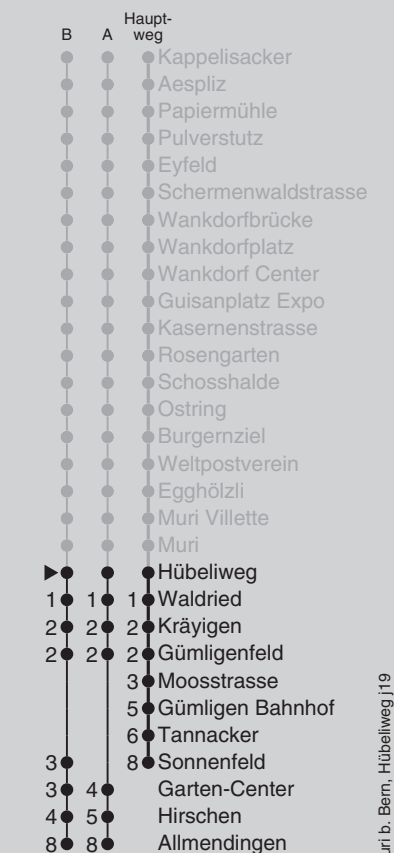 Haupt-
B A weg
Kappelisacker
Aespliz
Papiermühle
Pulverstutz
Eyfeld
Schermenwaldstrasse
Wankdorfbrücke
Wankdorfplatz
Wankdorf Center
Guisanplatz Expo
Kasernenstrasse
Rosengarten
Schosshalde
Ostring
Burgernziel
Weltpostverein
Egghölzli
Muri Villette
Muri
Hübeliweg
1 1 1 Waldried
2 2 2 Kräyigen
2 2 2 Gümligenfeld
3 Moosstrasse
5 Gümligen Bahnhof
6 Tannacker
3 8 Sonnenfeld
3 4 Garten-Center
4 5 Hirschen
8 8 Allmendingen
uri b. Bern, Hübeliweg j19